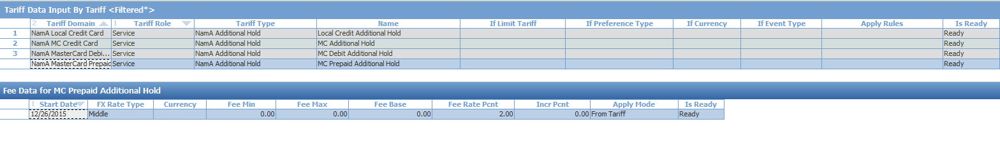 Tariff Data Input By Tariff <Filtered*>
2 Tariff Domain 1 Tariff Role Tariff Type Name If Limit Tariff If Preference Type If Currency If Event Type Apply Rules Is Ready
1 NamA Local Credit Card Service NamA Additional Hold Local Credit Additional Hold Ready
2 NamA MC Credit Card Service NamA Additional Hold MC Additional Hold Ready
3 NamA MasterCard Debi... Service NamA Additional Hold MC Debit Additional Hold Ready
NamA MasterCard Prepaid Service NamA Additional Hold MC Prepaid Additional Hold Ready
Fee Data for MC Prepaid Additional Hold
1 Start Date FX Rate Type Currency Fee Min Fee Max Fee Base Fee Rate Pcnt Incr Pcnt Apply Mode Is Ready
12/26/2015 Middle 0.00 0.00 0.00 2.00 0.00 From Tariff Ready